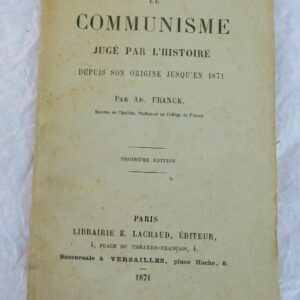 LE
COMMUNISME
JUGÉ PAR L'HISTOIRE
DEPUIS SON ORIGINE JUSQU'EN 1871
PAR AD. FRANCK,
Membre de l'Institut, Professeur au Collège de France.
TROISIÈME ÉDITION
PARIS
LIBRAIRIE E. LACHAUD, ÉDITEUR,
4, PLACE DU THÉATRE-FRANÇAIS, 4,
Succursale à VERSAILLES, place Hoche, 6.
1871